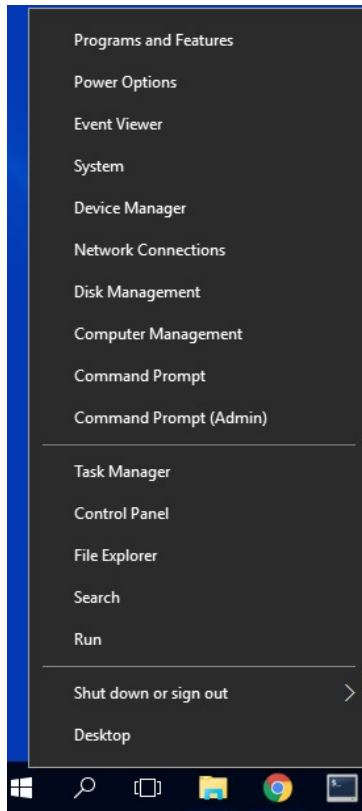 Programs and Features
Power Options
Event Viewer
System
Device Manager
Network Connections
Disk Management
Computer Management
Command Prompt
Command Prompt (Admin)
Task Manager
Control Panel
File Explorer
Search
Run
Shut down or sign out
Desktop